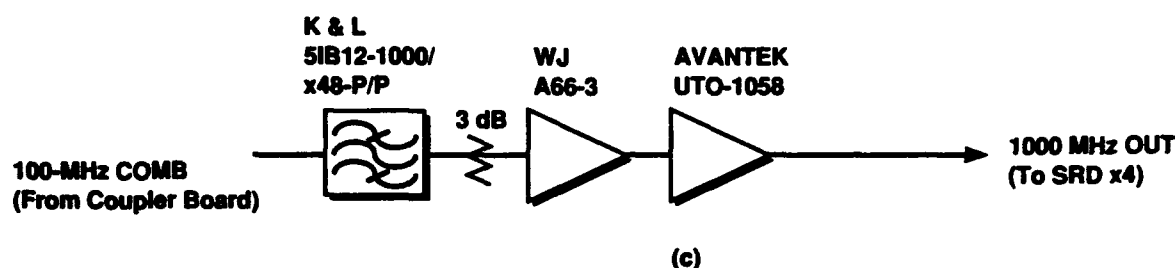 K & L
5IB12-1000/
x48-P/P
3 dB
WJ
A66-3
AVANTEK
UTO-1058
100-MHz COMB
(From Coupler Board)
1000 MHz OUT
(To SRD x4)
(c)